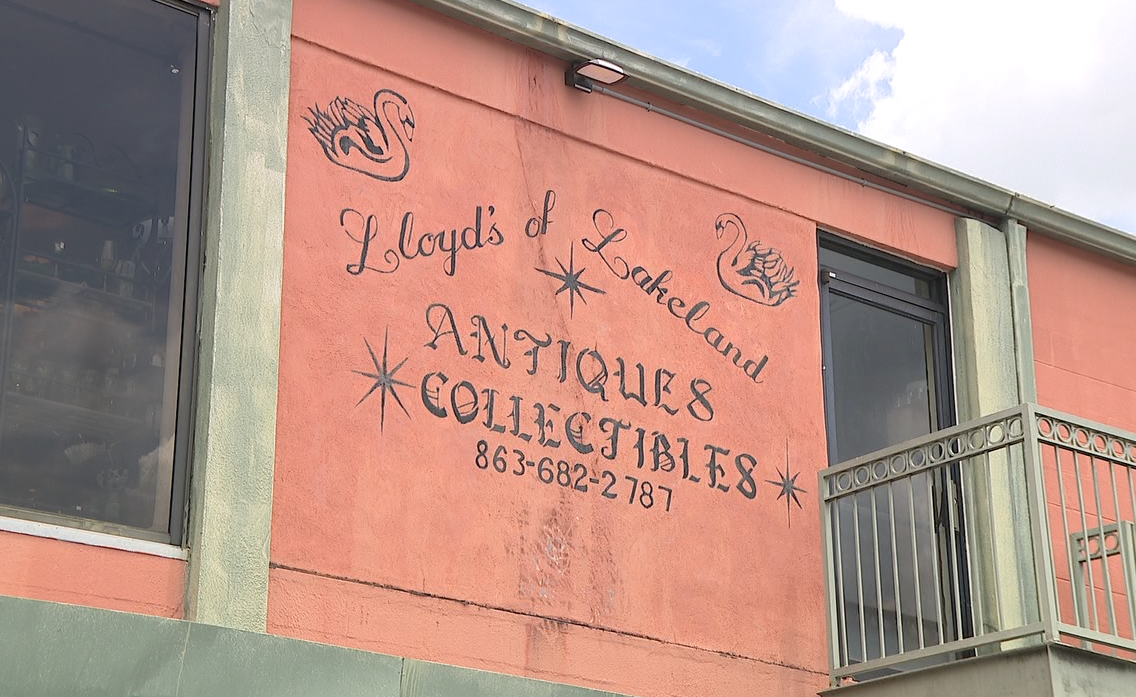 Lloyd's of Lakeland
ANTIQUES
COLLECTIBLES
863-682-2787